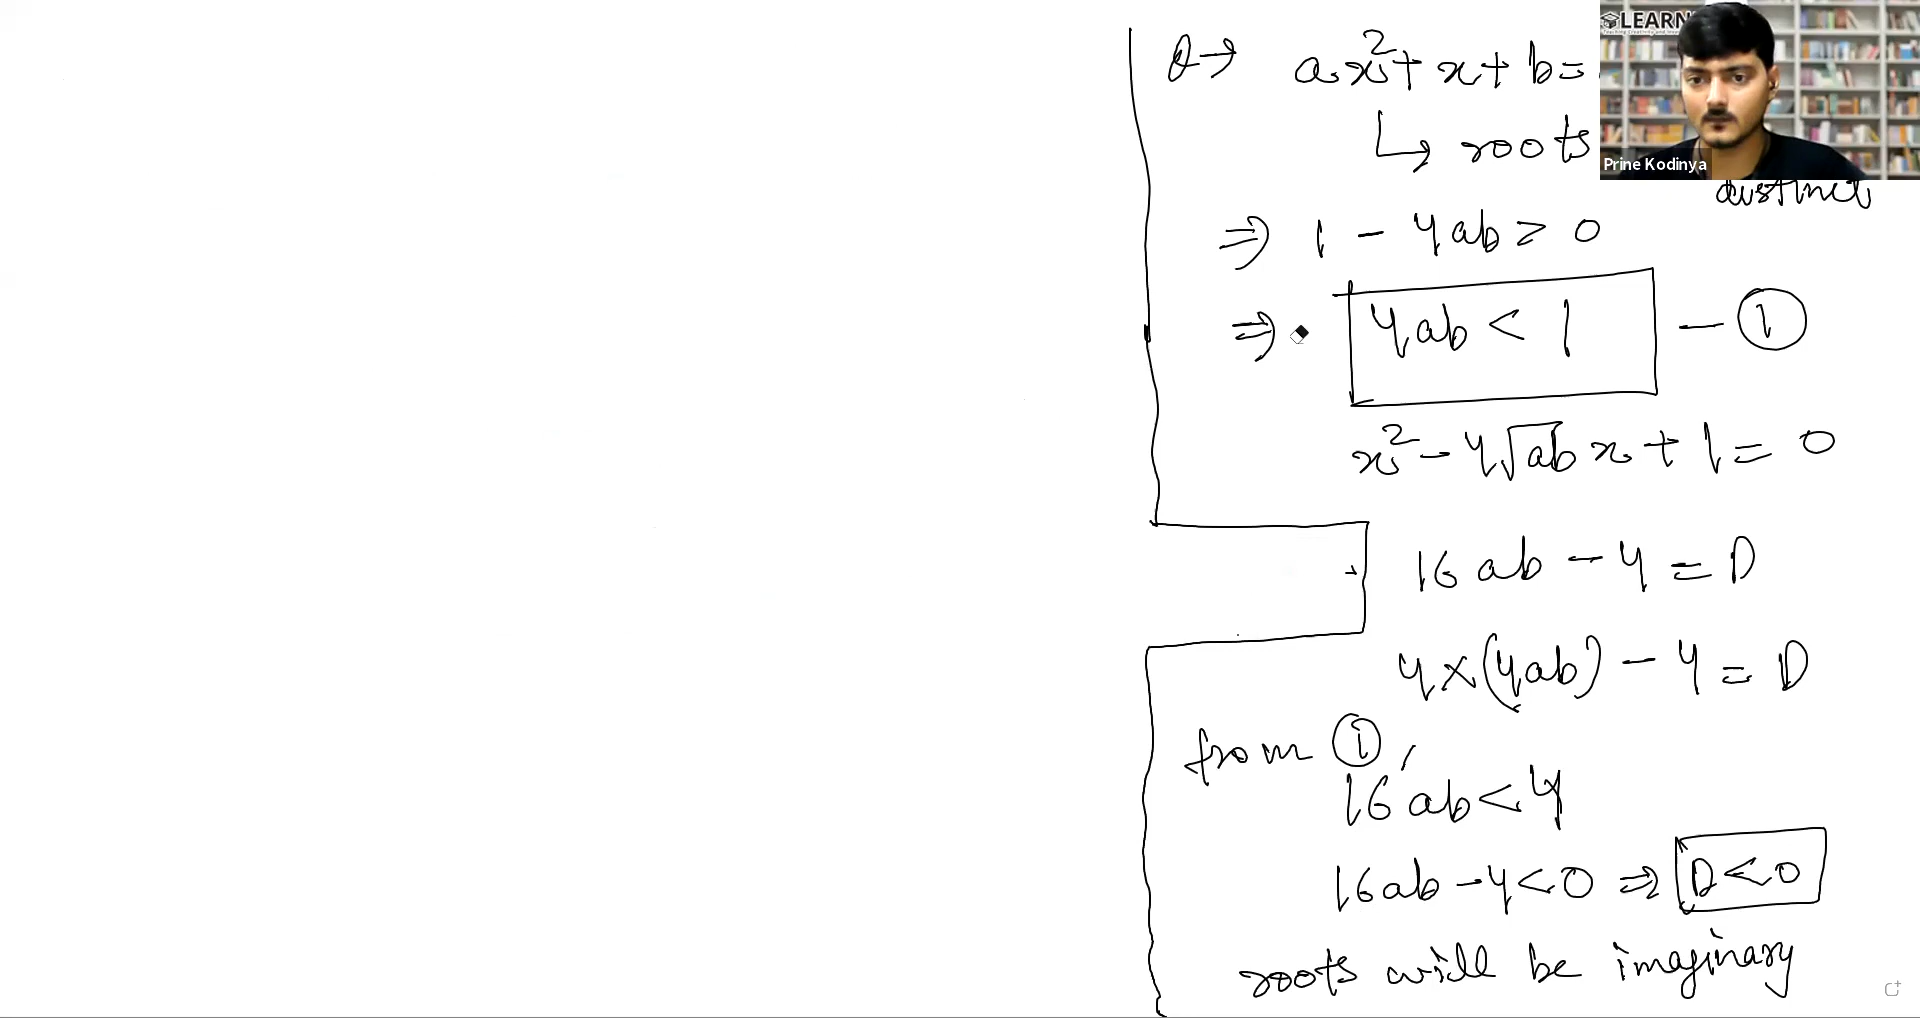 LEARN
Q → ax² + x + b =
↳ roots
Prine Kodinya
distinct
⇒ 1 - 4ab > 0
⇒ 4ab < 1 — ①
x² - 4√ab x + 1 = 0
16ab - 4 = D
4 × (4ab) - 4 = D
from ①,
16ab < 4
16ab - 4 < 0 ⇒ D < 0
roots will be imaginary